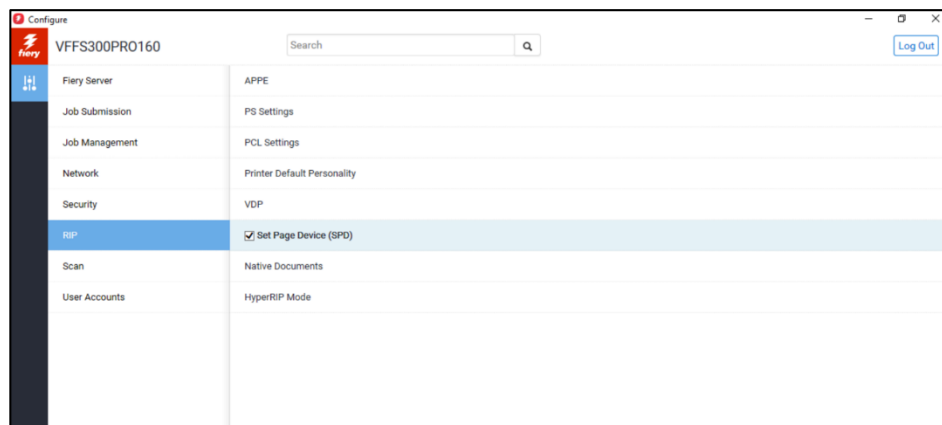 Configure
fiery
VFFS300PRO160
Search
Log Out
Fiery Server
Job Submission
Job Management
Network
Security
RIP
Scan
User Accounts
APPE
PS Settings
PCL Settings
Printer Default Personality
VDP
Set Page Device (SPD)
Native Documents
HyperRIP Mode